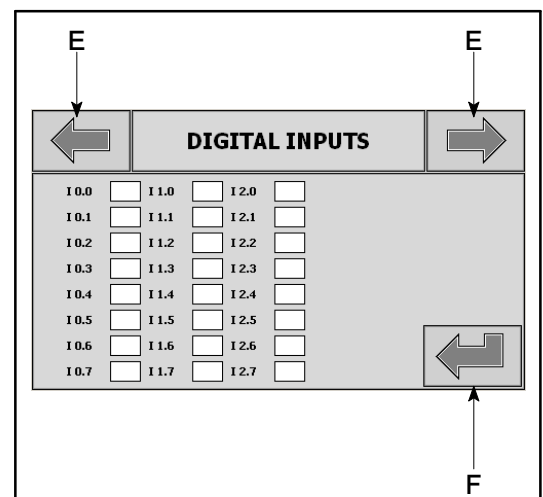 E E
DIGITAL INPUTS
I 0.0 I 1.0 I 2.0
I 0.1 I 1.1 I 2.1
I 0.2 I 1.2 I 2.2
I 0.3 I 1.3 I 2.3
I 0.4 I 1.4 I 2.4
I 0.5 I 1.5 I 2.5
I 0.6 I 1.6 I 2.6
I 0.7 I 1.7 I 2.7
F